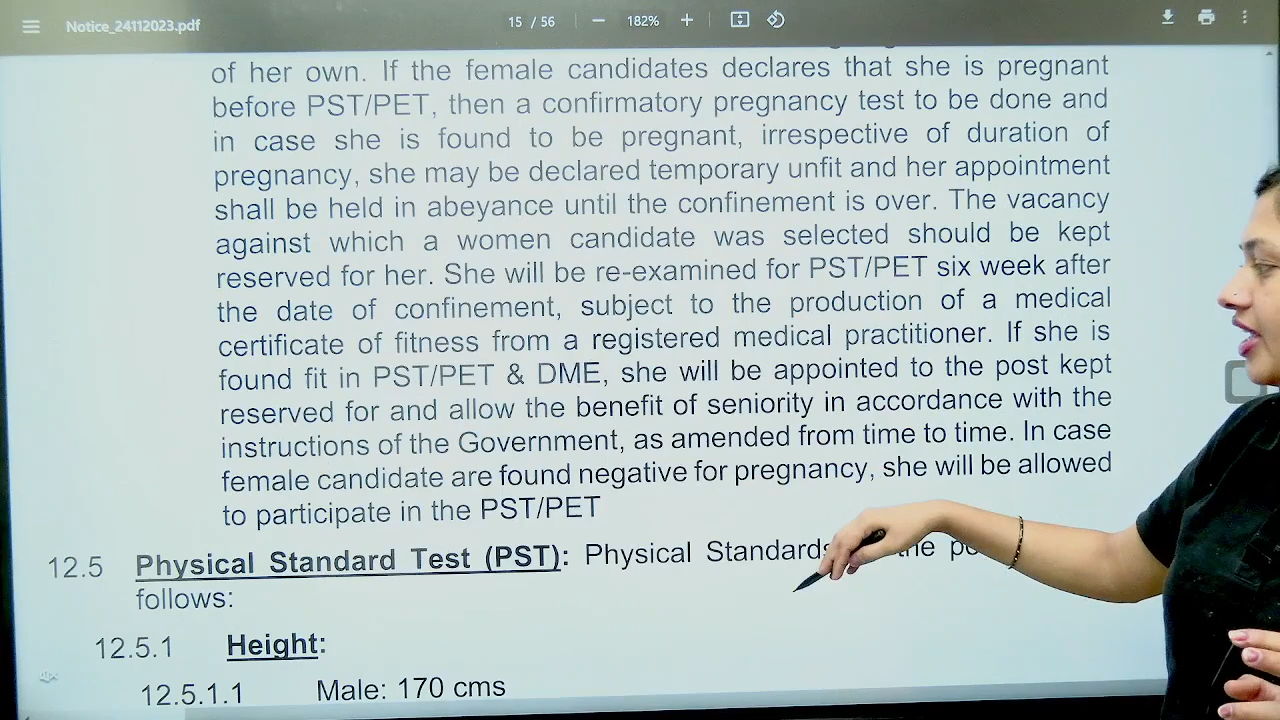 Notice_24112023.pdf
15 / 56
182%
of her own. If the female candidates declares that she is pregnant
before PST/PET, then a confirmatory pregnancy test to be done and
in case she is found to be pregnant, irrespective of duration of
pregnancy, she may be declared temporary unfit and her appointment
shall be held in abeyance until the confinement is over. The vacancy
against which a women candidate was selected should be kept
reserved for her. She will be re-examined for PST/PET six week after
the date of confinement, subject to the production of a medical
certificate of fitness from a registered medical practitioner. If she is
found fit in PST/PET & DME, she will be appointed to the post kept
reserved for and allow the benefit of seniority in accordance with the
instructions of the Government, as amended from time to time. In case
female candidate are found negative for pregnancy, she will be allowed
to participate in the PST/PET
12.5 Physical Standard Test (PST): Physical Standards
follows:
12.5.1 Height:
12.5.1.1 Male: 170 cms